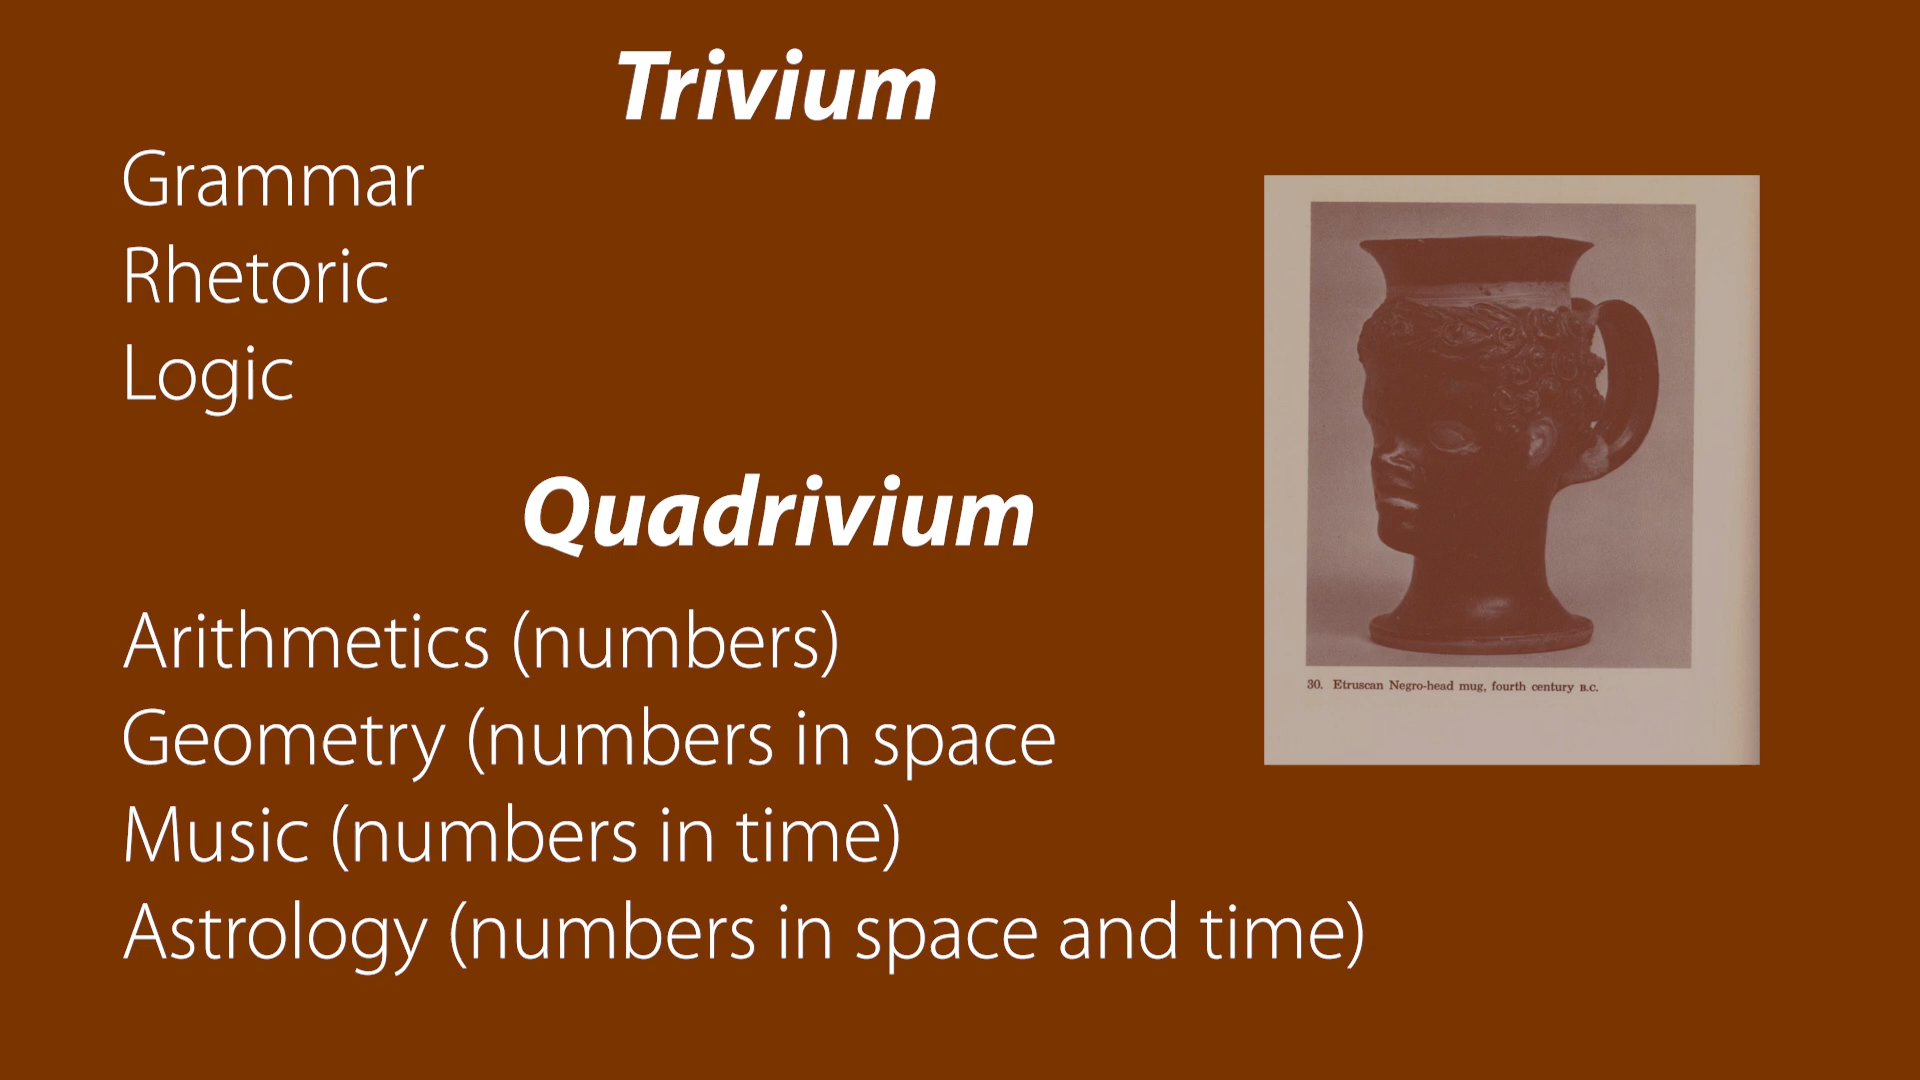 Trivium
Grammar
Rhetoric
Logic
Quadrivium
Arithmetics (numbers)
Geometry (numbers in space
Music (numbers in time)
Astrology (numbers in space and time)
30. Etruscan Negro-head mug, fourth century B.C.